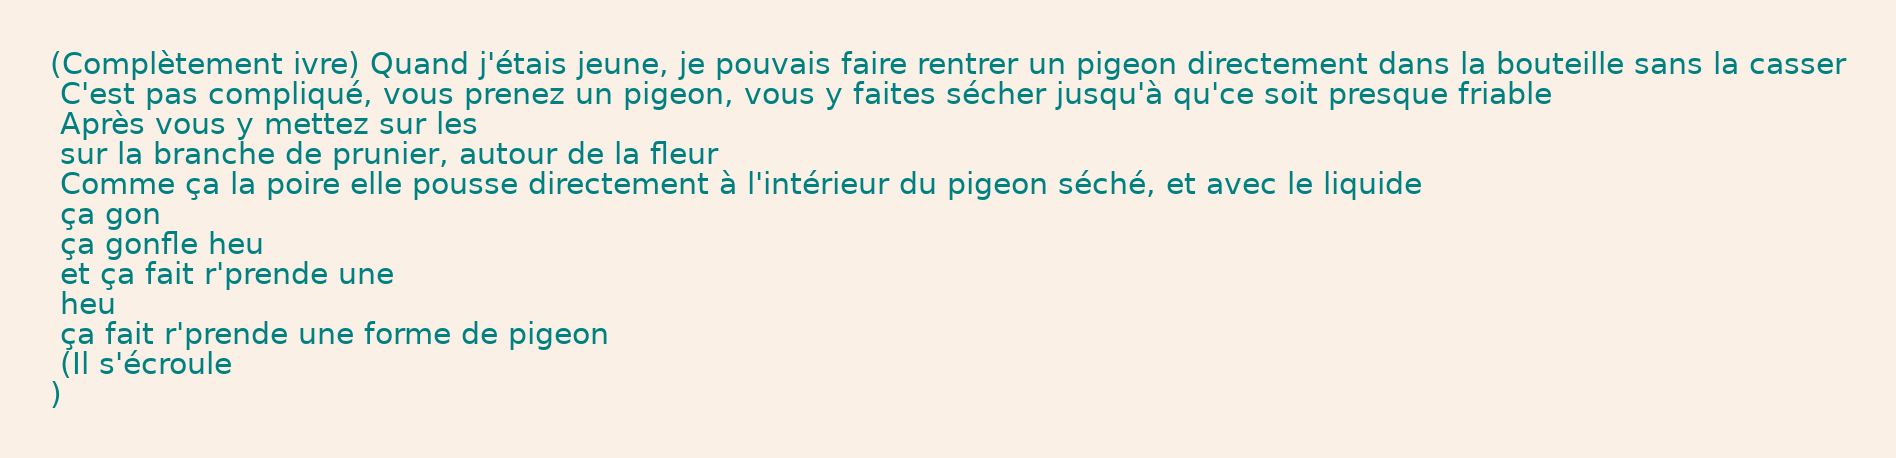 (Complètement ivre) Quand j'étais jeune, je pouvais faire rentrer un pigeon directement dans la bouteille sans la casser
C'est pas compliqué, vous prenez un pigeon, vous y faites sécher jusqu'à qu'ce soit presque friable
Après vous y mettez sur les
sur la branche de prunier, autour de la fleur
Comme ça la poire elle pousse directement à l'intérieur du pigeon séché, et avec le liquide
ça gon
ça gonfle heu
et ça fait r'prende une
heu
ça fait r'prende une forme de pigeon
(Il s'écroule
)